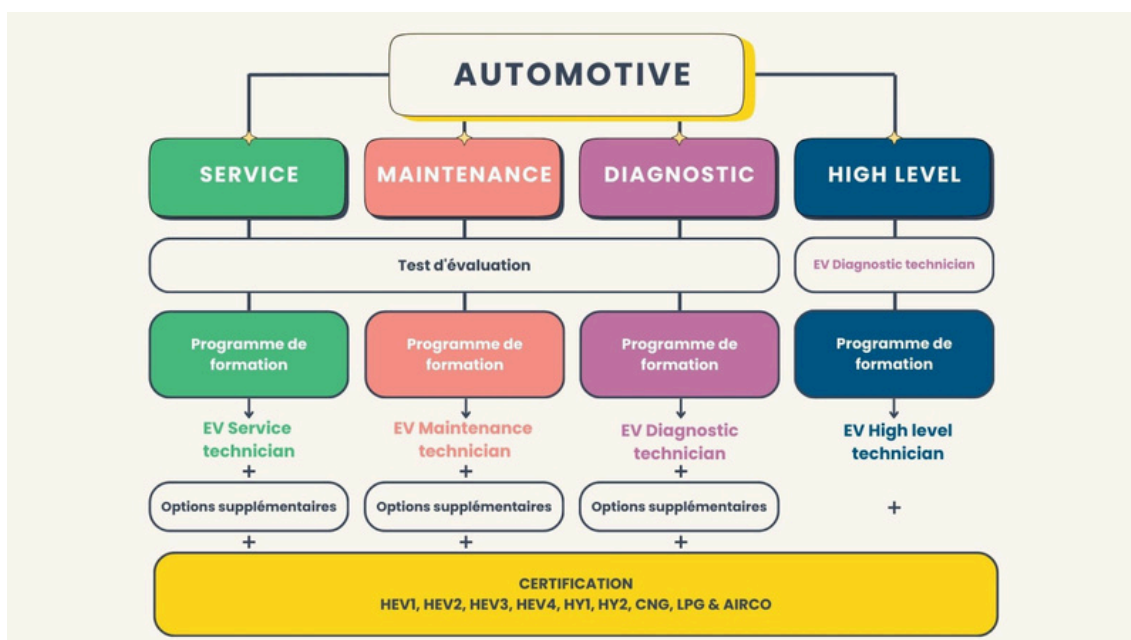 AUTOMOTIVE
SERVICE
MAINTENANCE
DIAGNOSTIC
HIGH LEVEL
Test d'évaluation
EV Diagnostic technician
Programme de
formation
Programme de
formation
Programme de
formation
Programme de
formation
EV Service
technician
EV Maintenance
technician
EV Diagnostic
technician
EV High level
technician
+
+
+
Options supplémentaires
Options supplémentaires
Options supplémentaires
+
+
+
+
CERTIFICATION
HEV1, HEV2, HEV3, HEV4, HY1, HY2, CNG, LPG & AIRCO